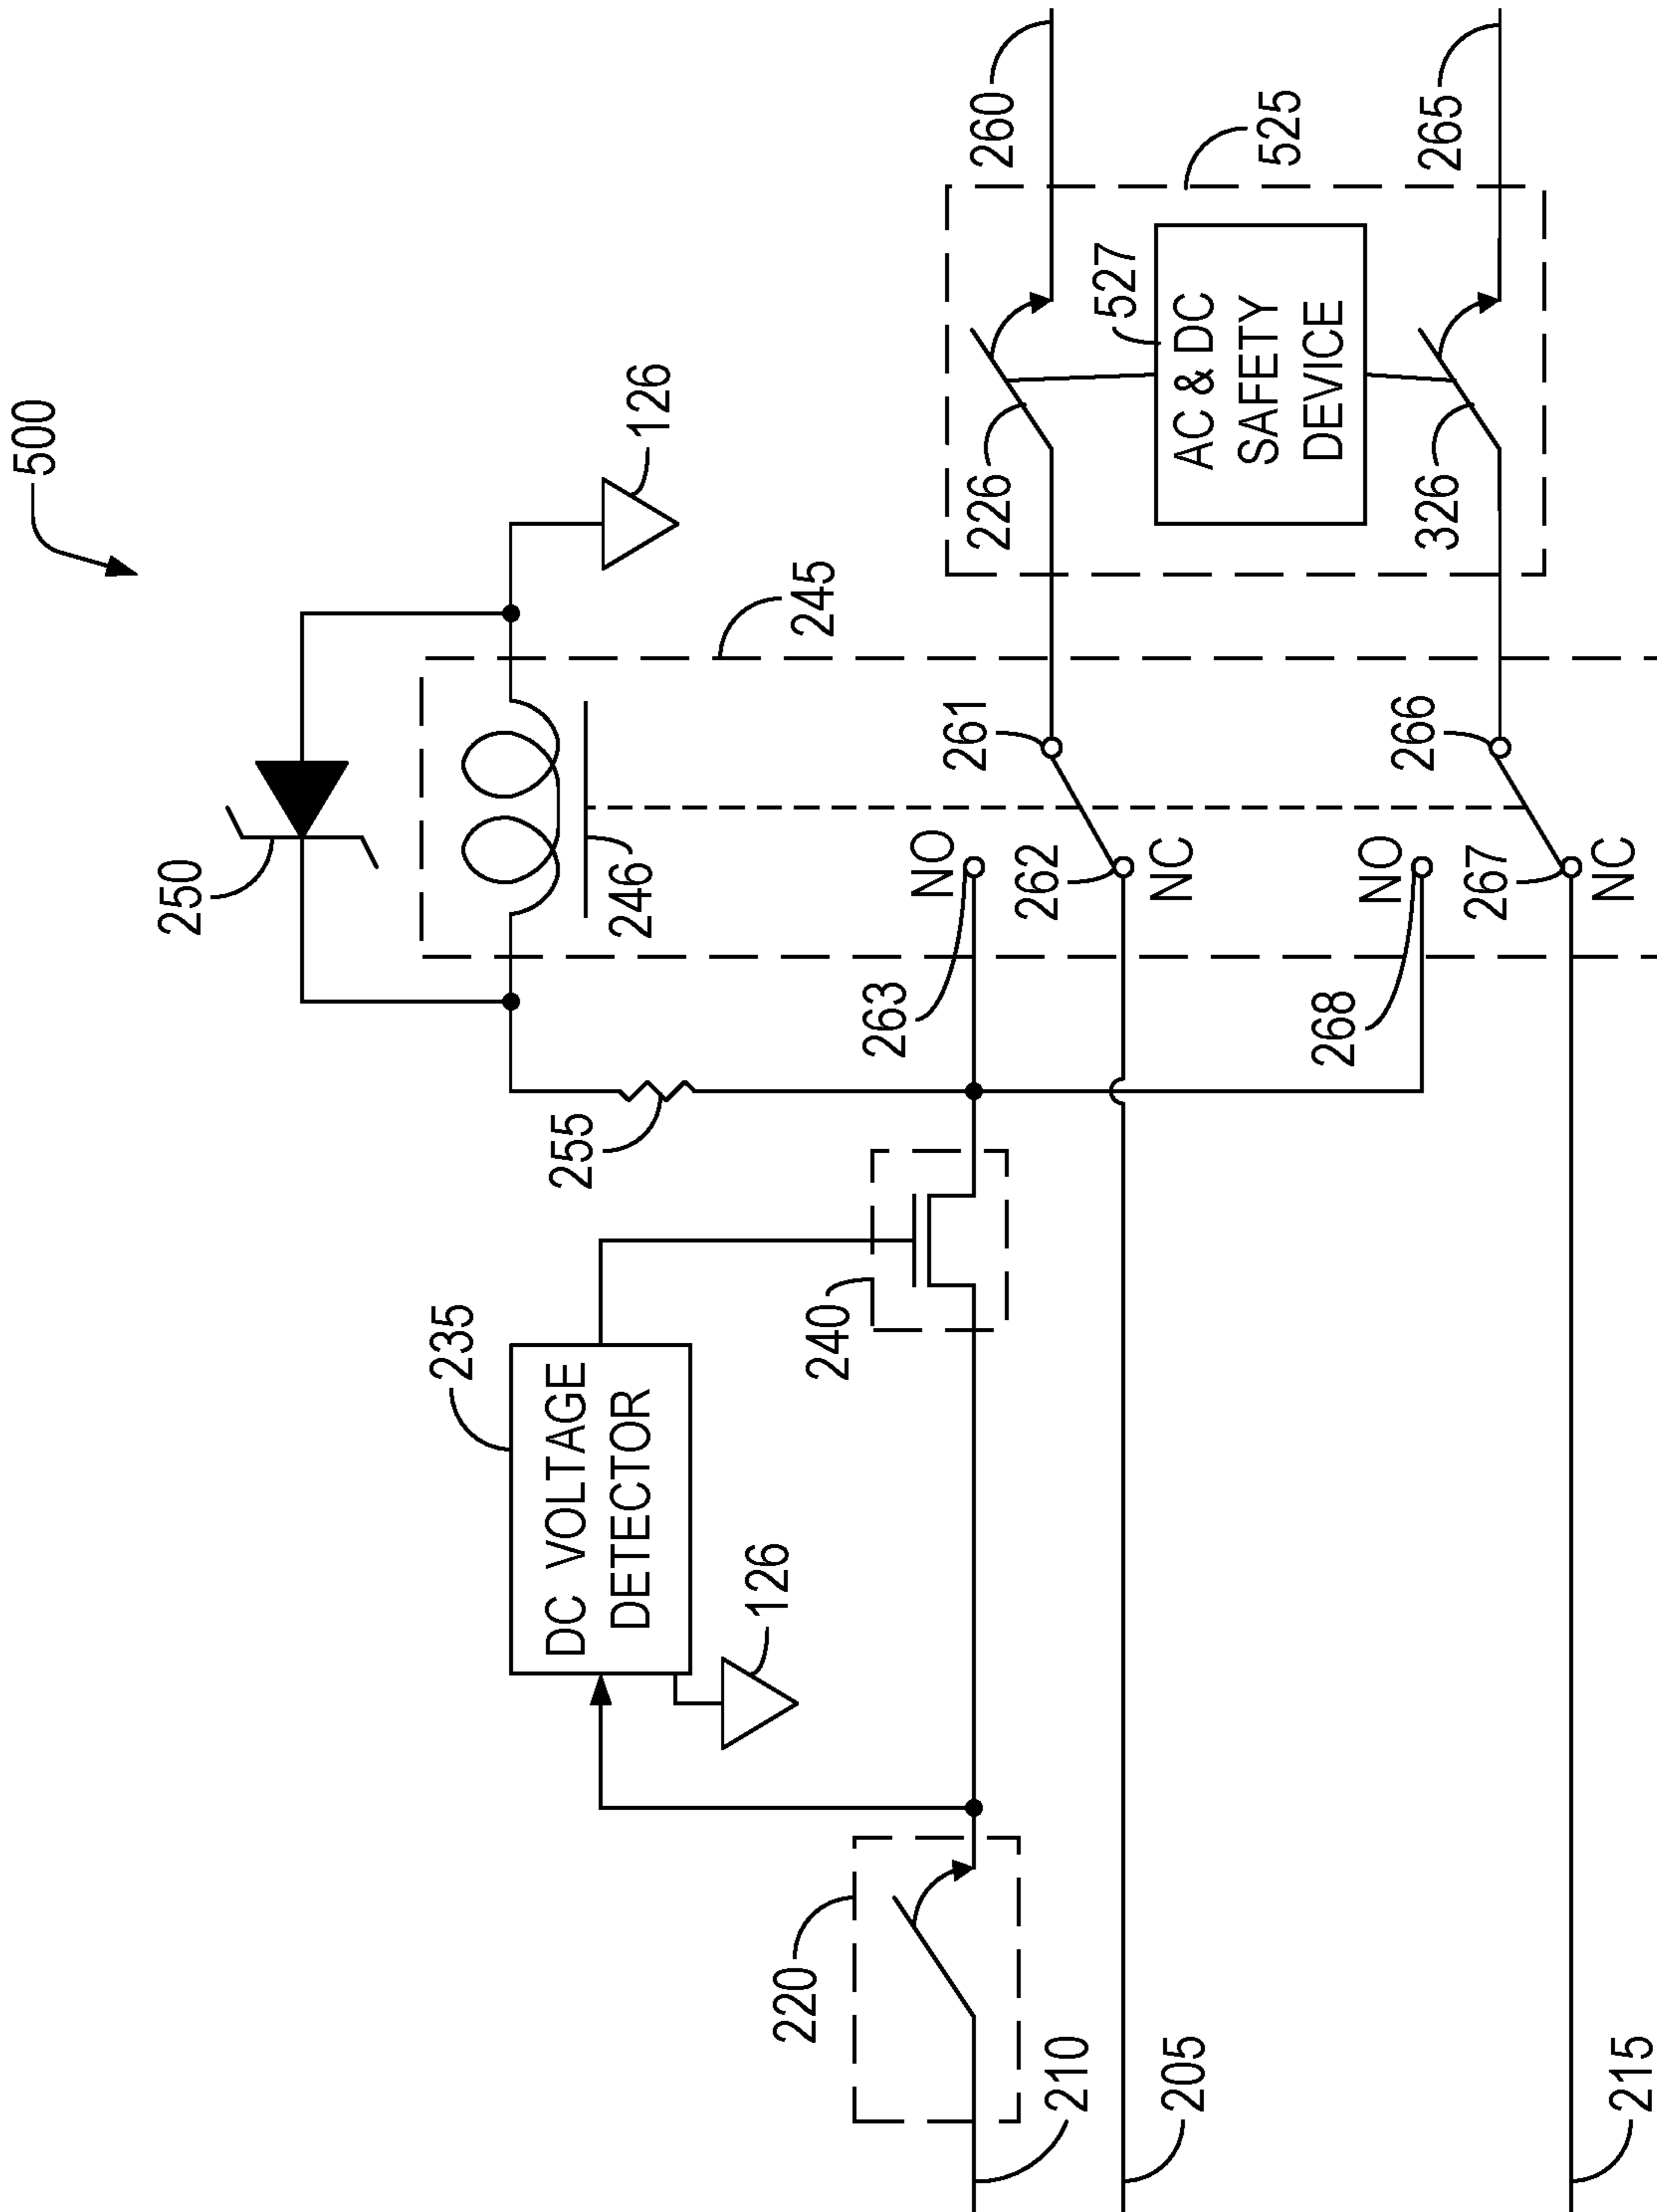 500
250
126
245
246
255
235
DC VOLTAGE
DETECTOR
126
240
220
210
205
215
263
NO
262
NC
261
268
NO
267
NC
266
226
527
AC & DC
SAFETY
DEVICE
326
525
260
265